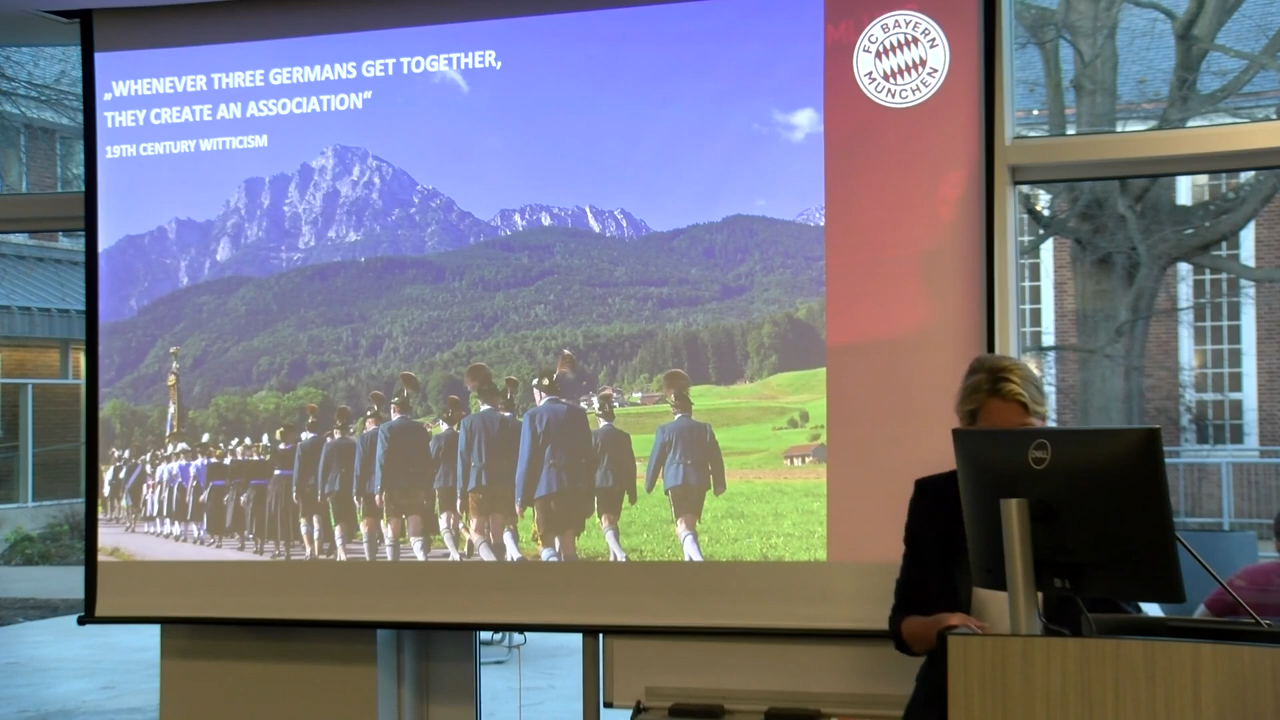 „WHENEVER THREE GERMANS GET TOGETHER,
THEY CREATE AN ASSOCIATION“
19TH CENTURY WITTICISM
FC BAYERN
MÜNCHEN
DELL